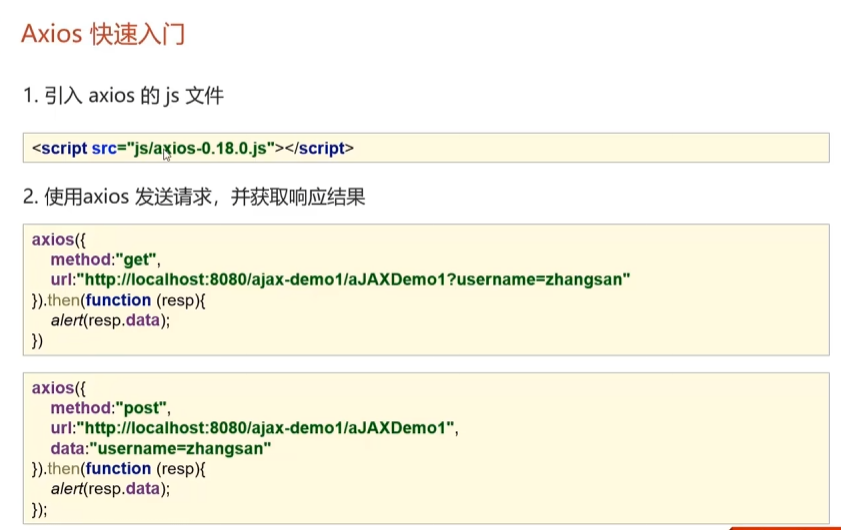 Axios 快速入门
1. 引入 axios 的 js 文件
<script src="js/axios-0.18.0.js"></script>
2. 使用axios 发送请求，并获取响应结果
axios({
method:"get",
url:"http://localhost:8080/ajax-demo1/aJAXDemo1?username=zhangsan"
}).then(function (resp){
alert(resp.data);
})
axios({
method:"post",
url:"http://localhost:8080/ajax-demo1/aJAXDemo1",
data:"username=zhangsan"
}).then(function (resp){
alert(resp.data);
});